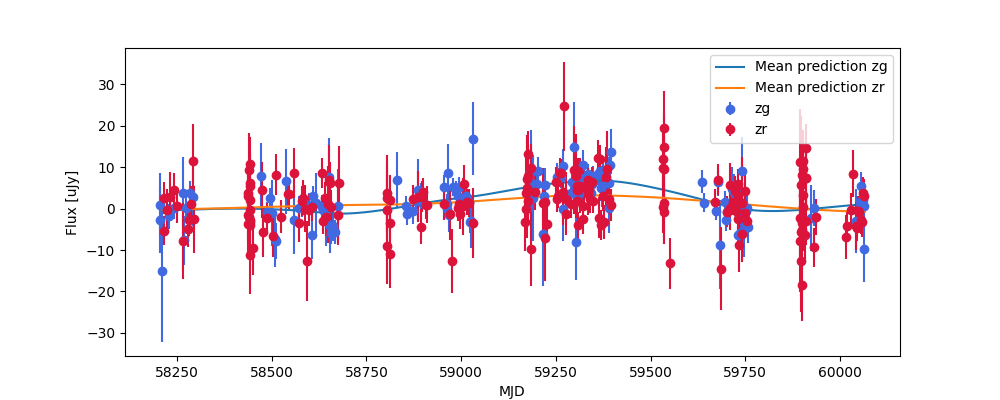 Mean prediction zg
Mean prediction zr
zg
zr
Flux [uJy]
30
20
10
0
−10
−20
−30
58250
58500
58750
59000
59250
59500
59750
60000
MJD